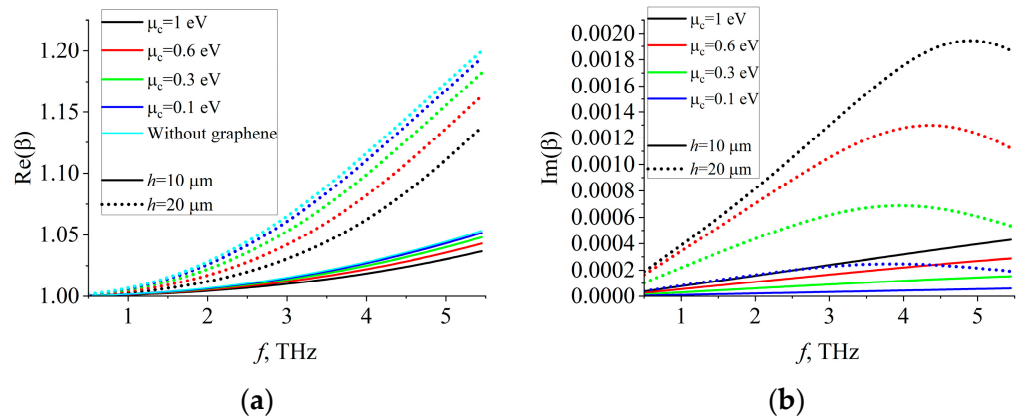 μc=1 eV
μc=0.6 eV
μc=0.3 eV
μc=0.1 eV
Without graphene
h=10 μm
h=20 μm
1.20
1.15
1.10
1.05
1.00
Re(β)
1 2 3 4 5
f, THz
(a)
μc=1 eV
μc=0.6 eV
μc=0.3 eV
μc=0.1 eV
h=10 μm
h=20 μm
0.0020
0.0018
0.0016
0.0014
0.0012
0.0010
0.0008
0.0006
0.0004
0.0002
0.0000
Im(β)
1 2 3 4 5
f, THz
(b)